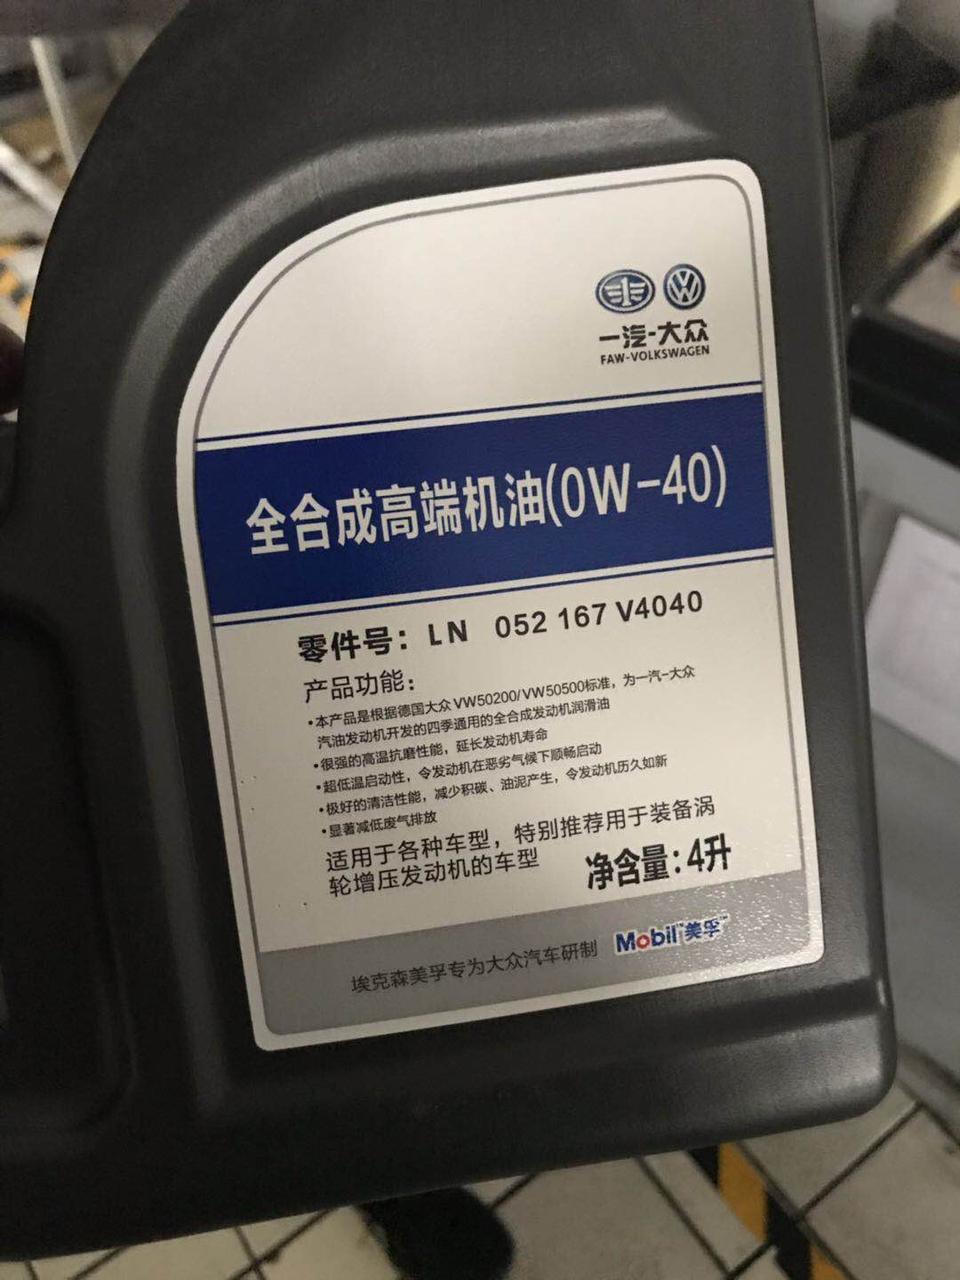 一汽-大众
FAW-VOLKSWAGEN
全合成高端机油(0W-40)
零件号：LN 052 167 V4040
产品功能：
•本产品是根据德国大众VW50200/VW50500标准，为一汽-大众
汽油发动机开发的四季通用的全合成发动机润滑油
•很强的高温抗磨性能，延长发动机寿命
•超低温启动性，令发动机在恶劣气候下顺畅启动
•极好的清洁性能，减少积碳、油泥产生，令发动机历久如新
•显著减低废气排放
适用于各种车型，特别推荐用于装备涡
轮增压发动机的车型
净含量：4升
埃克森美孚专为大众汽车研制 Mobil™美孚™